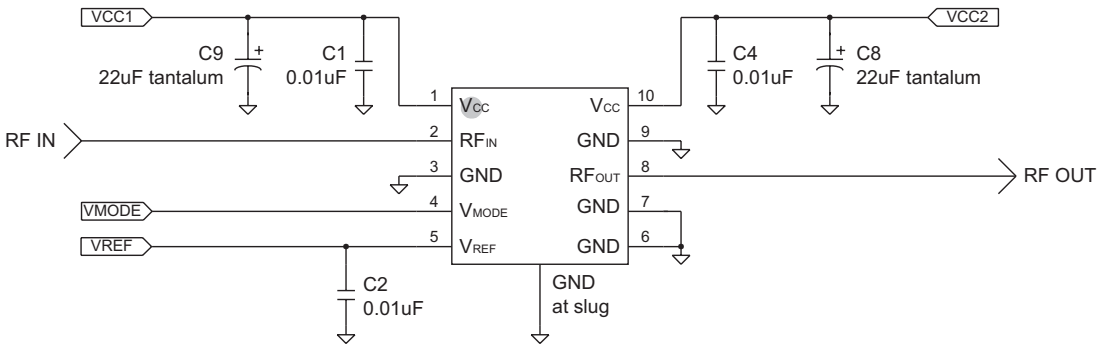 VCC1
VCC2
C9
+
22uF tantalum
C1
0.01uF
C4
0.01uF
+
C8
22uF tantalum
1
VCC
VCC
10
RF IN
2
RFIN
GND
9
3
GND
RFOUT
8
RF OUT
VMODE
4
VMODE
GND
7
VREF
5
VREF
GND
6
C2
0.01uF
GND
at slug